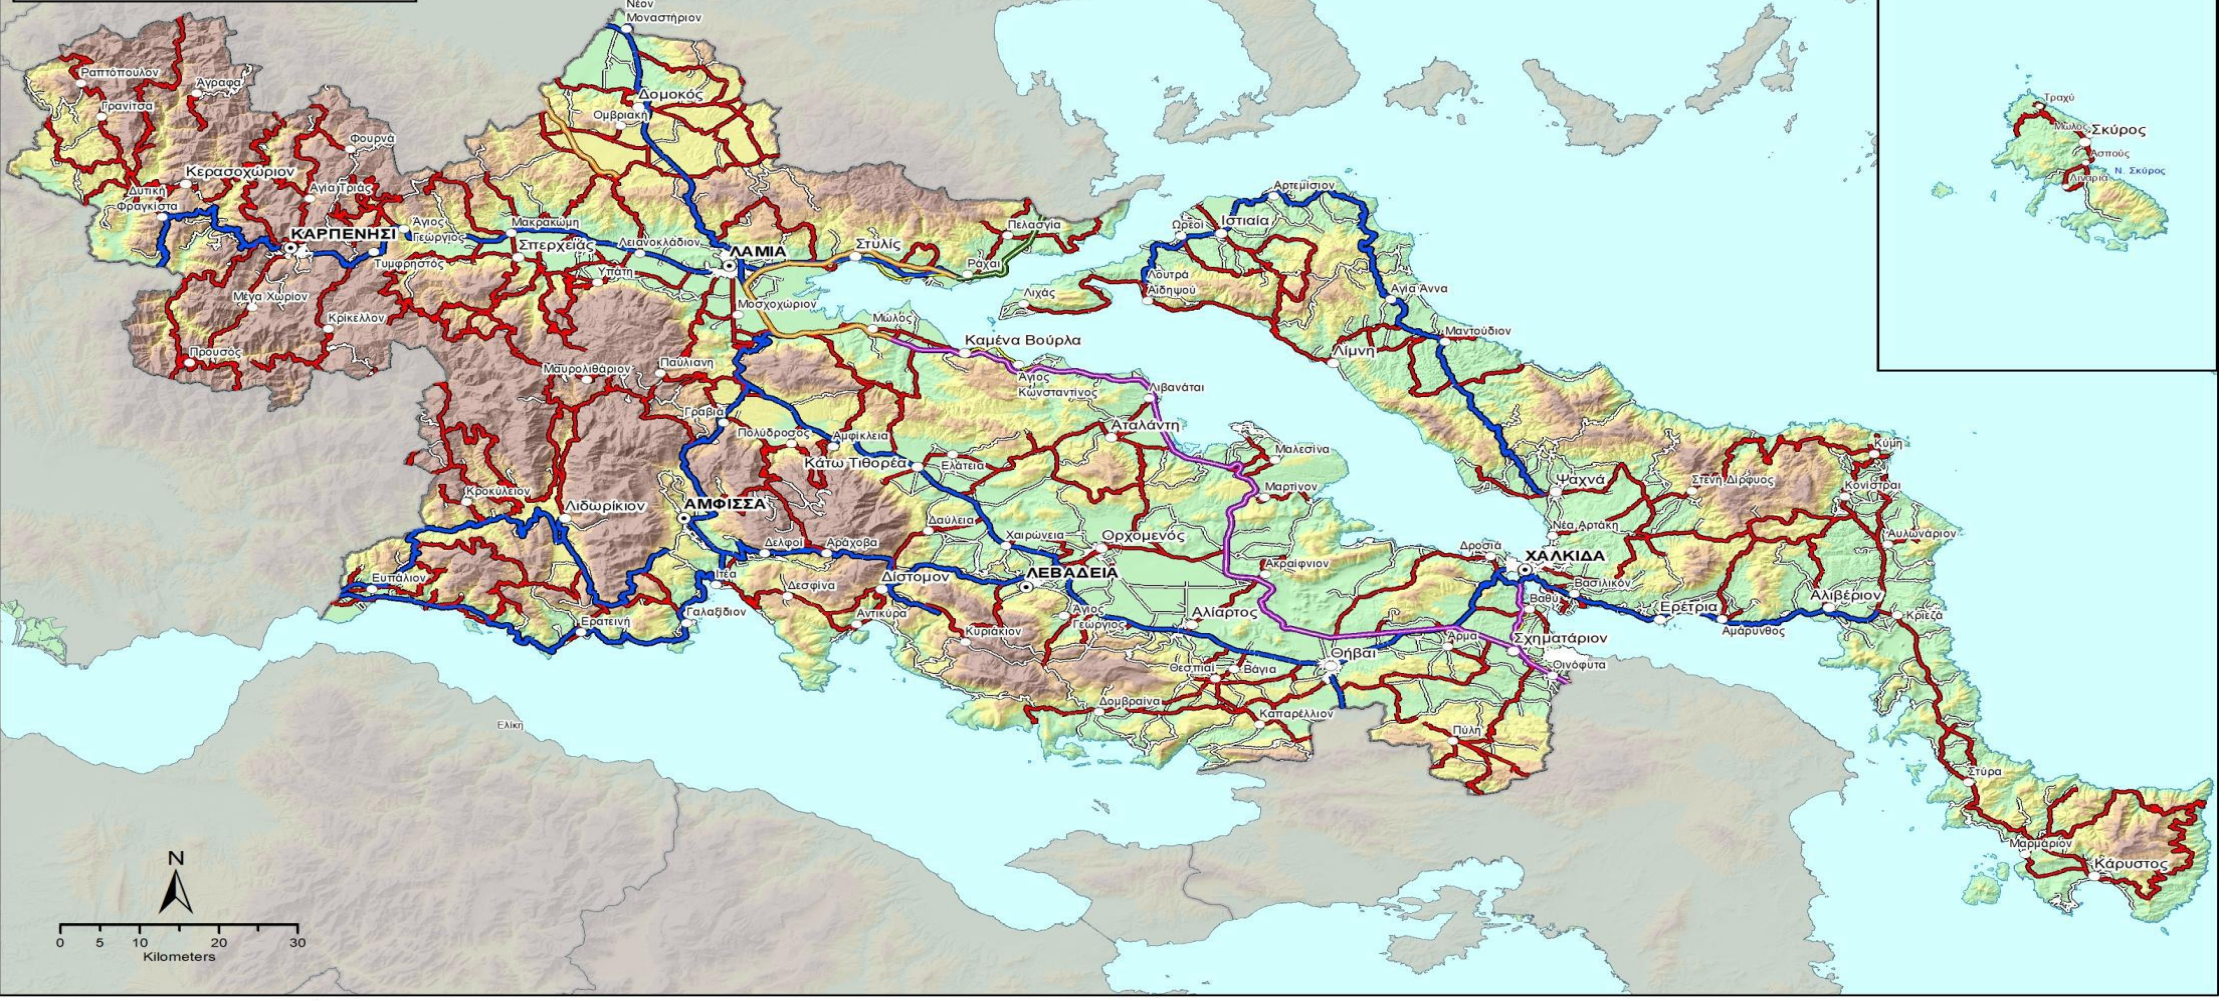 Νέον
Μοναστήριον
Ραπτόπουλον
Άγραφα
Γρανίτσα
Δομοκός
Ομβριακή
Φουρνά
Κερασοχώριον
Αγία Τριάς
Δυτική
Φραγκίστα
ΚΑΡΠΕΝΗΣΙ
Άγιος
Γεώργιος
Τυμφρηστός
Μακρακώμη
Σπερχειάς
Λειανοκλάδιον
Υπάτη
ΛΑΜΙΑ
Στυλίς
Πελασγία
Ράχαι
Μοσχοχώριον
Μέγα Χωρίον
Κρίκελλον
Προυσός
Μώλος
Καμένα Βούρλα
Άγιος
Κωνσταντίνος
Λιβανάται
Αταλάντη
Παύλιανη
Μαυρολιθάριον
Γραβιά
Πολύδροσος
Αμφίκλεια
Κάτω Τιθορέα
Ελάτεια
Μαλεσίνα
Μαρτίνον
Κροκύλειον
Λιδωρίκιον
ΑΜΦΙΣΣΑ
Δελφοί
Αράχοβα
Δαύλεια
Χαιρώνεια
Ορχομενός
Ακραίφνιον
ΛΕΒΑΔΕΙΑ
Δίστομον
Δεσφίνα
Ιτέα
Γαλαξίδιον
Ευπάλιον
Ερατεινή
Αντίκυρα
Κυριάκιον
Άγιος
Γεώργιος
Αλίαρτος
Θεσπιαί
Βάγια
Θήβαι
Δομβραίνα
Καπαρέλλιον
Άρμα
Σχηματάριον
Οινόφυτα
Πύλη
Αρτεμίσιον
Ωρεοί
Ιστιαία
Λουτρά
Αιδηψού
Λιχάς
Αγία Άννα
Μαντούδιον
Λίμνη
Ψαχνά
Νέα Αρτάκη
Δροσιά
ΧΑΛΚΙΔΑ
Βασιλικόν
Βαθύ
Ερέτρια
Αμάρυνθος
Αλιβέριον
Κριεζά
Στενή Δίρφυος
Κύμη
Κονίστραι
Αυλωνάριον
Στύρα
Μαρμάριον
Κάρυστος
Τραχύ
Μώλος
Σκύρος
Ασπούς
Ν. Σκύρος
Λιναριά
Ελίκη
N
0 5 10 20 30
Kilometers